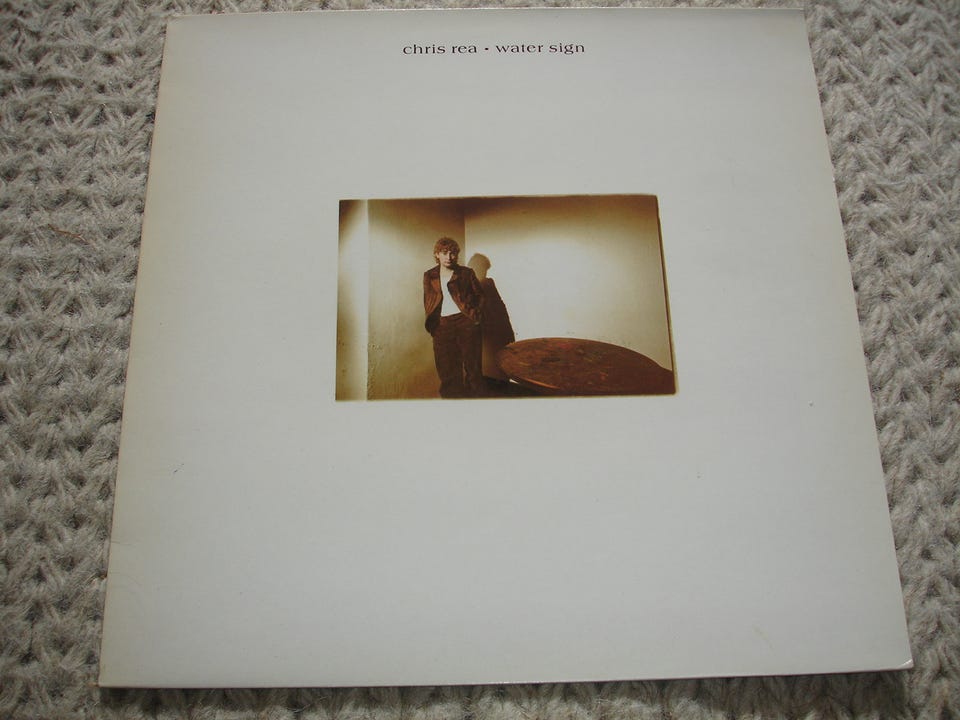 chris rea • water sign